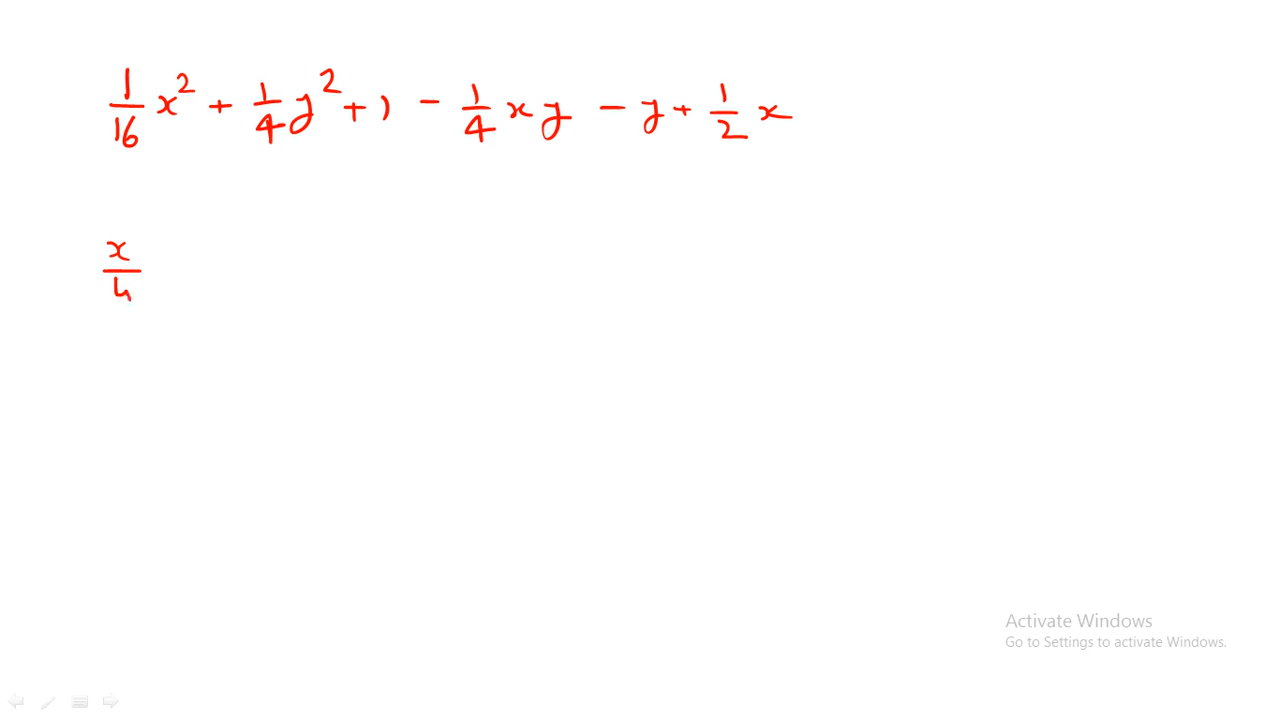 1/16 x² + 1/4 y² + 1 - 1/4 xy - y + 1/2 x
x/4
Activate Windows
Go to Settings to activate Windows.